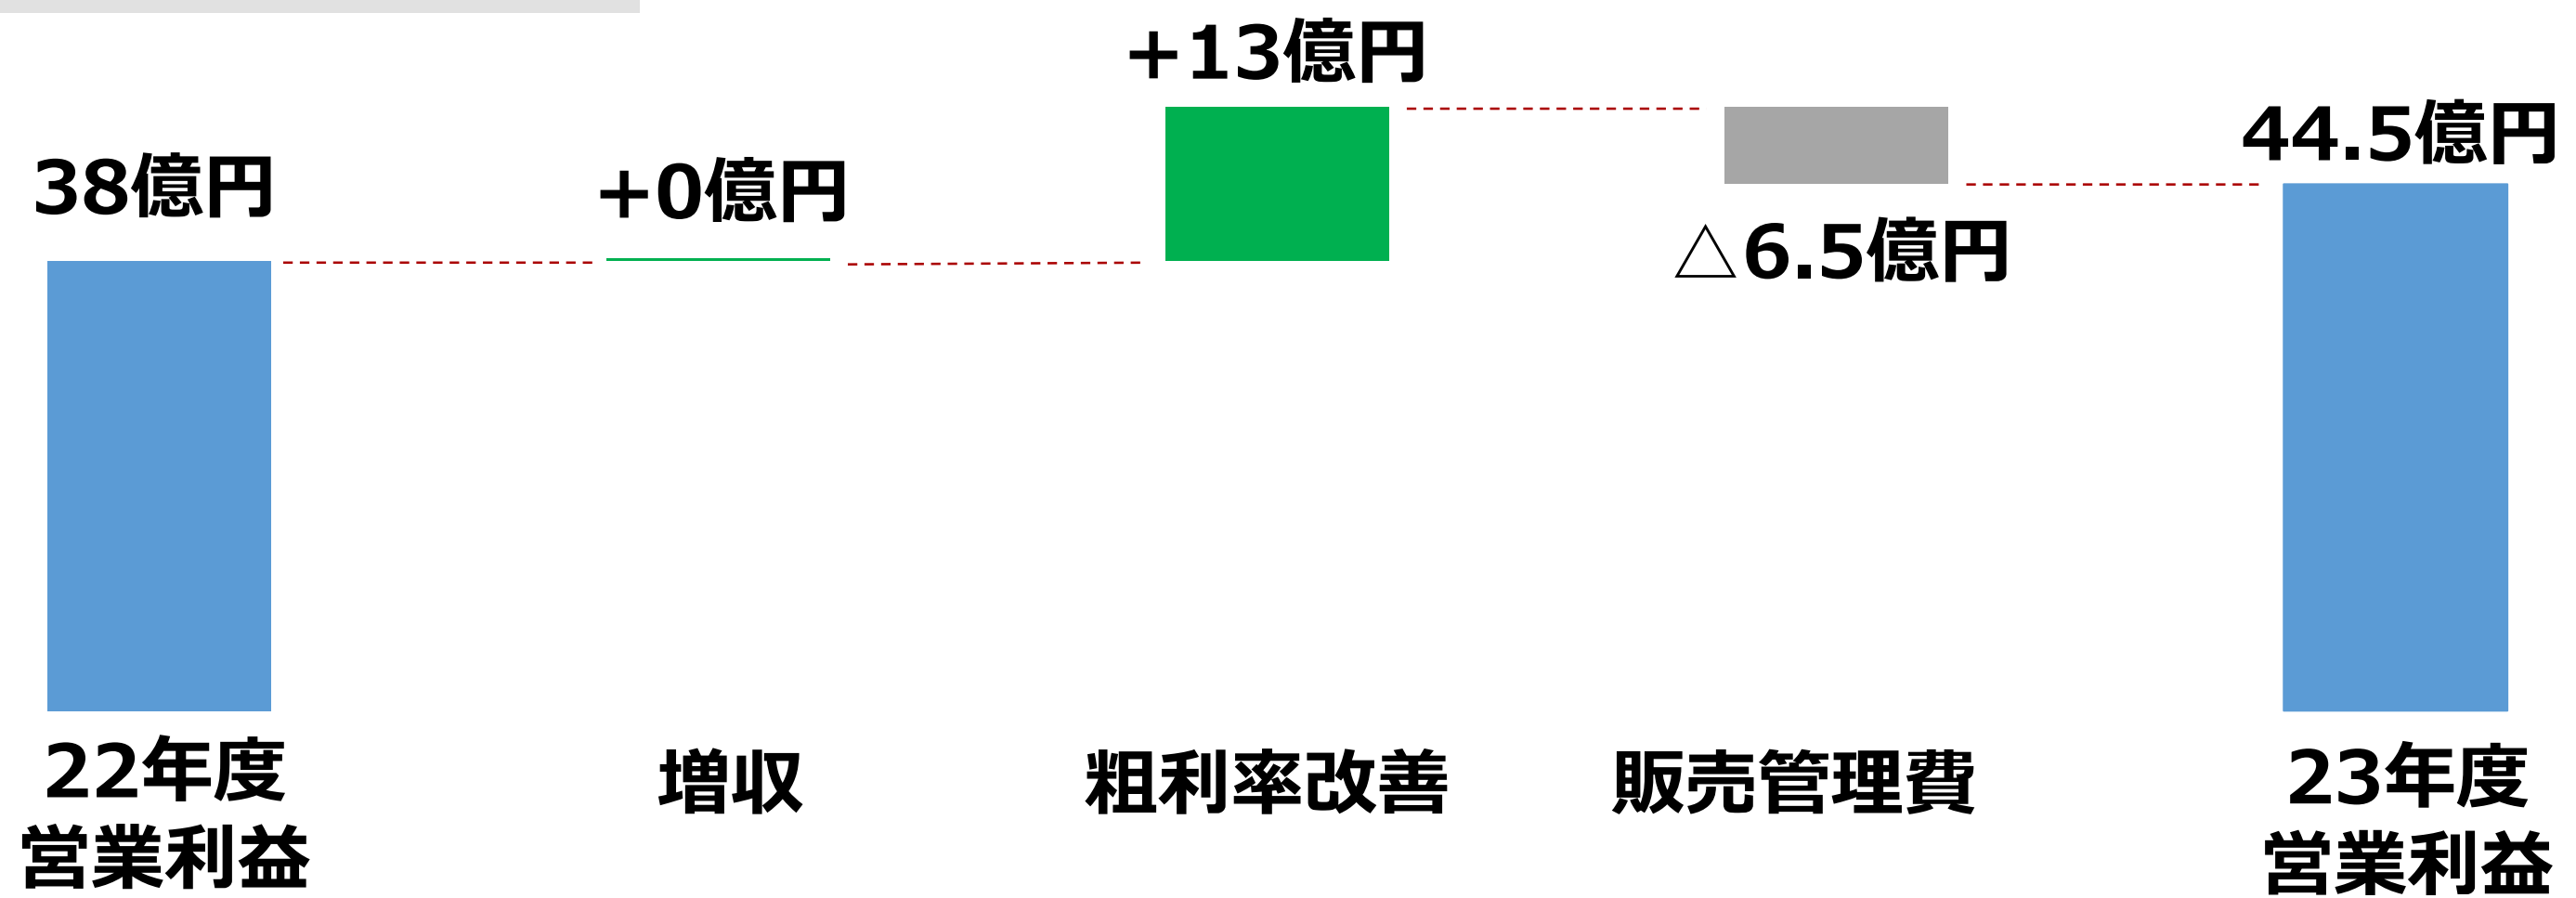 38億円
+0億円
+13億円
△6.5億円
44.5億円
22年度
営業利益
増収
粗利率改善
販売管理費
23年度
営業利益